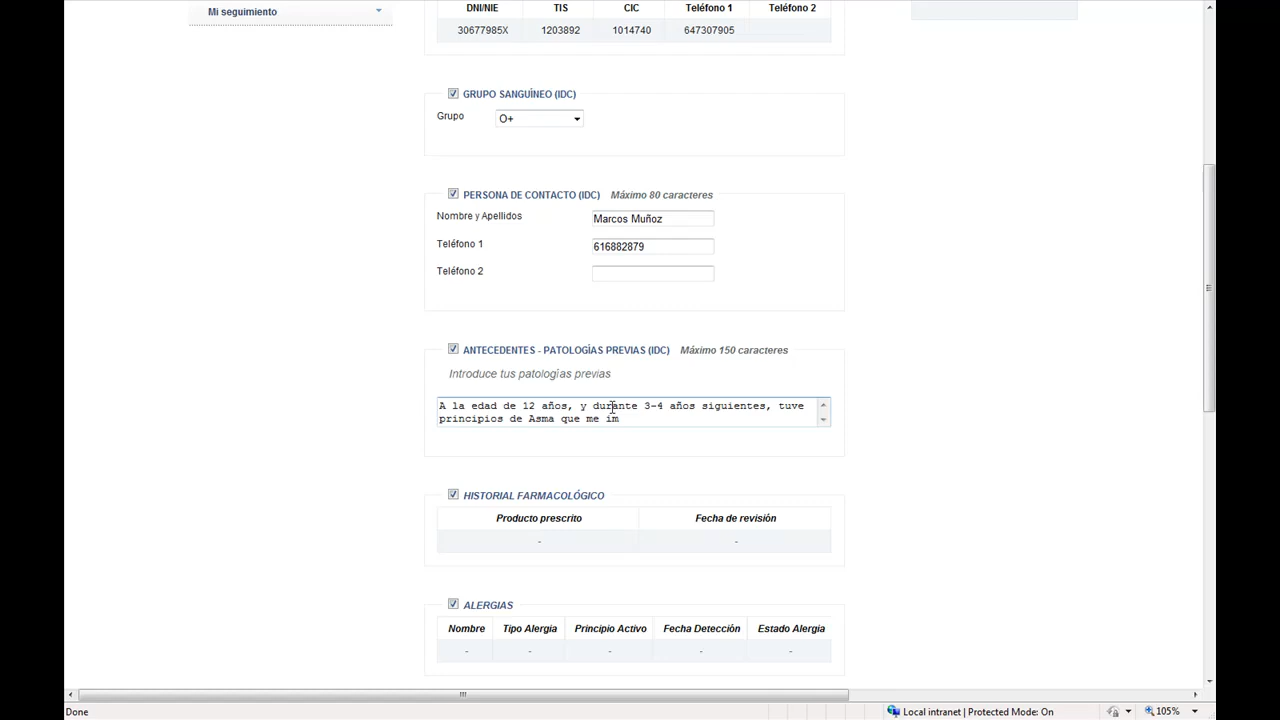 Mi seguimiento
DNI/NIE TIS CIC Teléfono 1 Teléfono 2
30677985X 1203892 1014740 647307905
GRUPO SANGUÍNEO (IDC)
Grupo O+
PERSONA DE CONTACTO (IDC) Máximo 80 caracteres
Nombre y Apellidos Marcos Muñoz
Teléfono 1 616882879
Teléfono 2
ANTECEDENTES - PATOLOGÍAS PREVIAS (IDC) Máximo 150 caracteres
Introduce tus patologías previas
A la edad de 12 años, y durante 3-4 años siguientes, tuve
principios de Asma que me im
HISTORIAL FARMACOLÓGICO
Producto prescrito Fecha de revisión
- -
ALERGIAS
Nombre Tipo Alergia Principio Activo Fecha Detección Estado Alergia
- - - - -
Done Local intranet | Protected Mode: On 105%